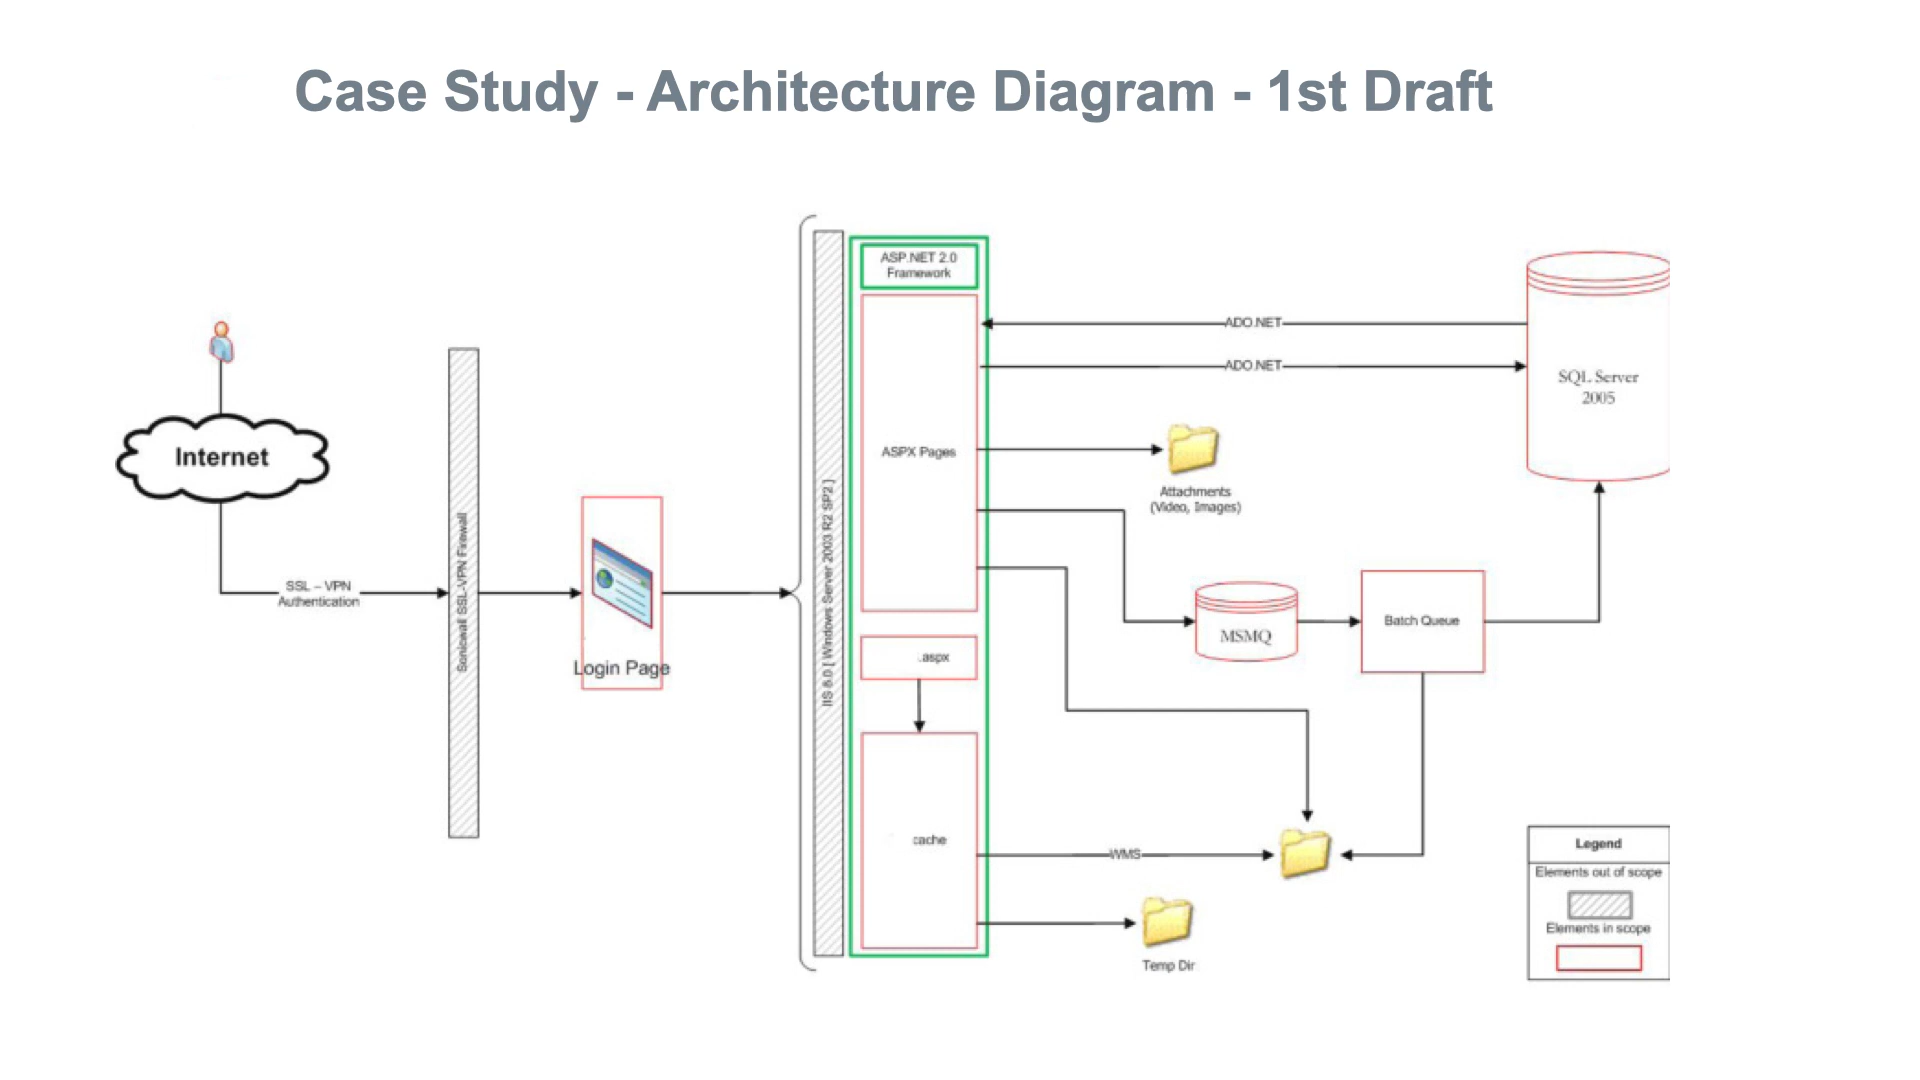 Case Study - Architecture Diagram - 1st Draft
ASP.NET 2.0
Framework
ADO.NET
ADO.NET
SQL Server
2005
Internet
ASPX Pages
Attachments
(Video, Images)
SSL – VPN
Authentication
Sonicwall SSL-VPN Firewall
Login Page
IIS 6.0 [ Windows Server 2003 R2 SP2 ]
MSMQ
Batch Queue
.aspx
cache
WMS
Temp Dir
Legend
Elements out of scope
Elements in scope